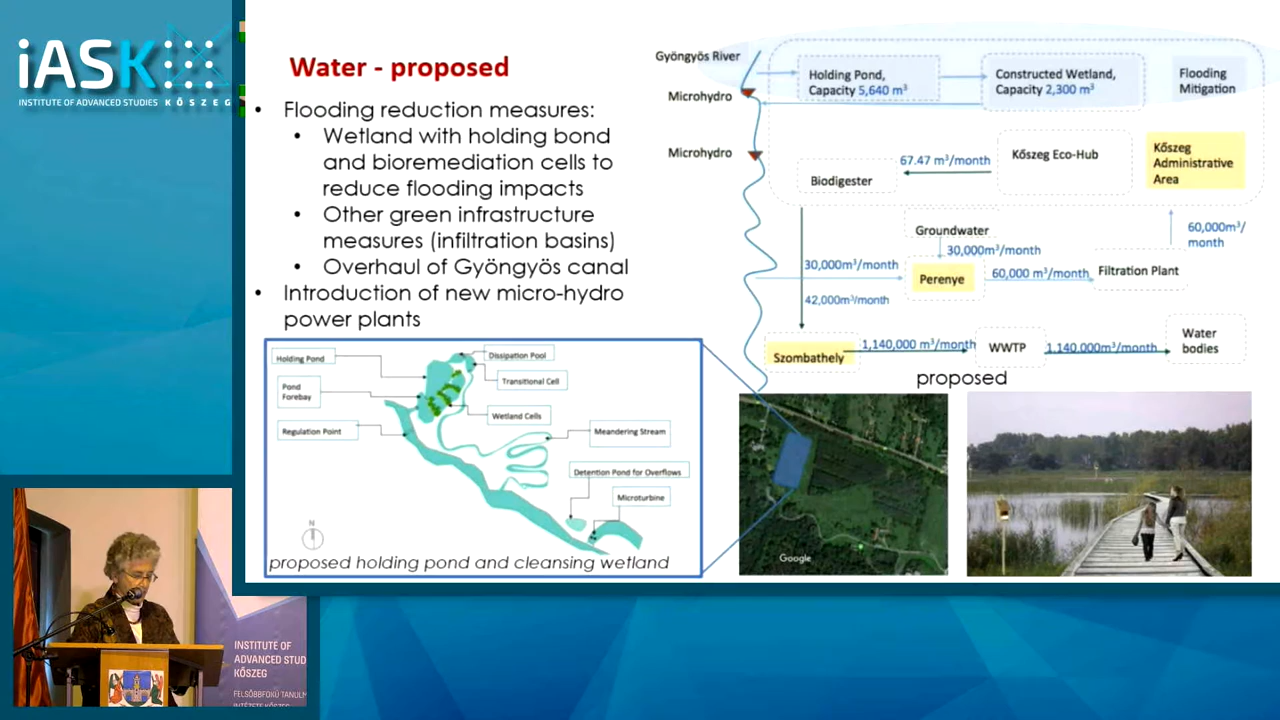 iASK
INSTITUTE OF ADVANCED STUDIES KŐSZEG
Water - proposed
• Flooding reduction measures:
• Wetland with holding bond
and bioremediation cells to
reduce flooding impacts
• Other green infrastructure
measures (infiltration basins)
• Overhaul of Gyöngyös canal
• Introduction of new micro-hydro
power plants
Gyöngyös River
Microhydro
Microhydro
Holding Pond,
Capacity 5,640 m³
Constructed Wetland,
Capacity 2,300 m³
Flooding
Mitigation
67.47 m³/month
Biodigester
Kőszeg Eco-Hub
Kőszeg
Administrative
Area
Groundwater
30,000m³/month
60,000m³/
month
30,000m³/month
Perenye
60,000 m³/month
Filtration Plant
42,000m³/month
Szombathely
1,140,000 m³/month
WWTP
1,140,000m³/month
Water
bodies
proposed
Holding Pond
Pond
Forebay
Regulation Point
Dissipation Pool
Transitional Cell
Wetland Cells
Meandering Stream
Detention Pond for Overflows
Microturbine
N
proposed holding pond and cleansing wetland
Google
INSTITUTE OF
ADVANCED STUD
KŐSZEG
FELSŐBBFOKÚ TANULM
INTÉZETE KŐSZEG